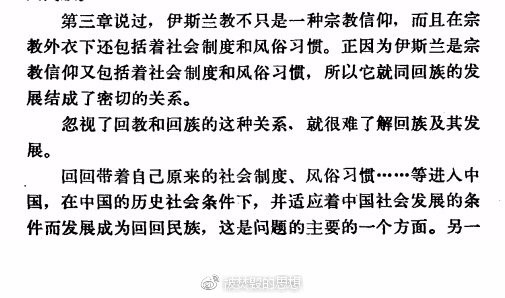 第三章说过，伊斯兰教不只是一种宗教信仰，而且在宗
教外衣下还包括着社会制度和风俗习惯。正因为伊斯兰是宗
教信仰又包括着社会制度和风俗习惯，所以它就同回族的发
展结成了密切的关系。
忽视了回教和回族的这种关系，就很难了解回族及其发
展。
回回带着自己原来的社会制度、风俗习惯……等进入中
国，在中国的历史社会条件下，并适应着中国社会发展的条
件而发展成为回回民族，这是问题的主要的一个方面。另一